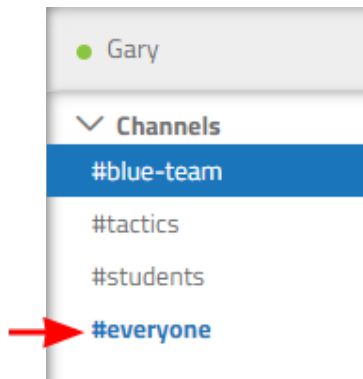 Gary
Channels
#blue-team
#tactics
#students
#everyone